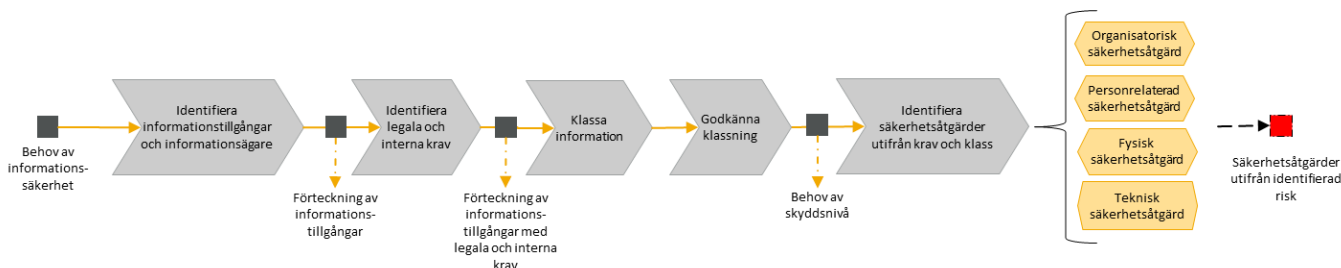 Behov av
informations-
säkerhet
Identifiera
informationstillgångar
och informationsägare
Förteckning av
informations-
tillgångar
Identifiera
legala och
interna krav
Förteckning av
informations-
tillgångar med
legala och interna
krav
Klassa
information
Godkänna
klassning
Behov av
skyddsnivå
Identifiera
säkerhetsåtgärder
utifrån krav och klass
Organisatorisk
säkerhetsåtgärd
Personrelaterad
säkerhetsåtgärd
Fysisk
säkerhetsåtgärd
Teknisk
säkerhetsåtgärd
Säkerhetsåtgärder
utifrån identifierad
risk